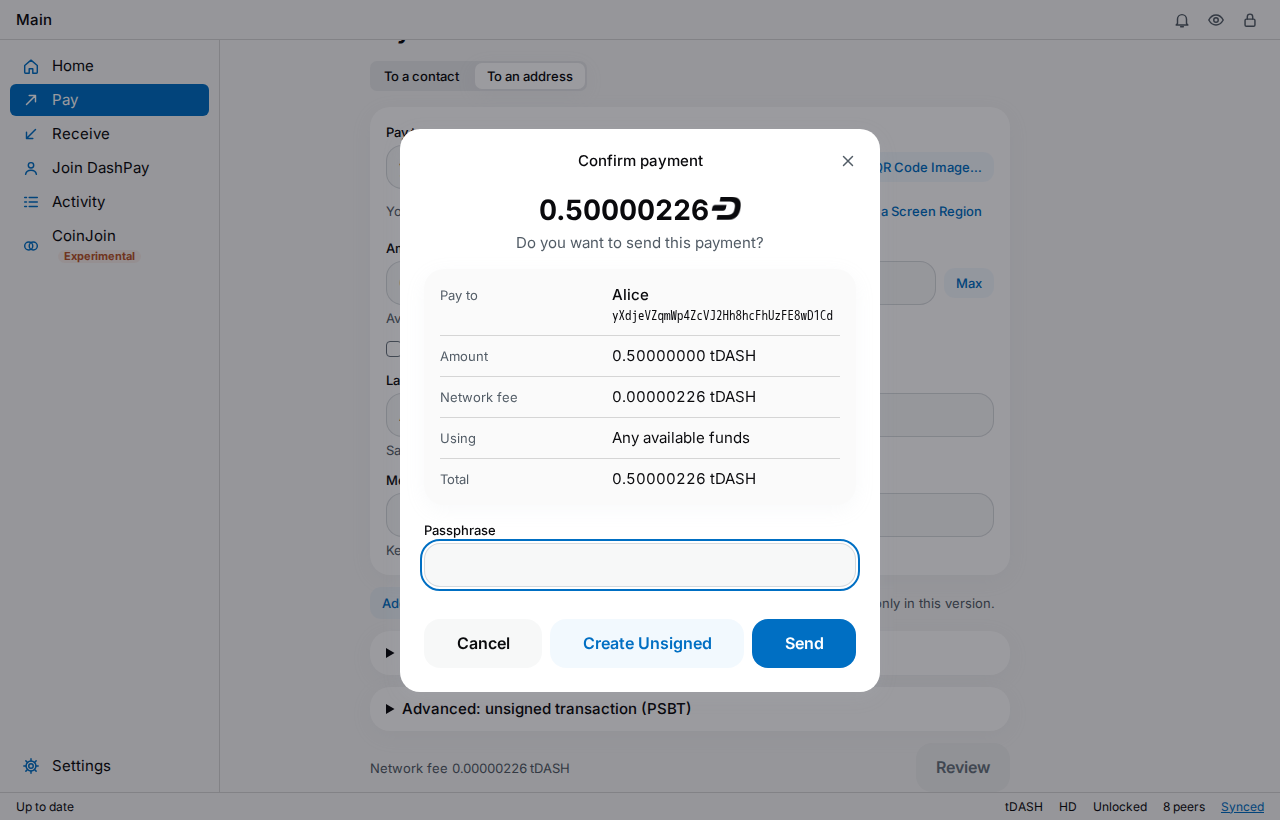 Main
Home
Pay
Receive
Join DashPay
Activity
CoinJoin
Experimental
Settings
To a contact
To an address
QR Code Image...
a Screen Region
Max
only in this version.
Advanced: unsigned transaction (PSBT)
Network fee 0.00000226 tDASH
Review
Confirm payment
0.50000226
Do you want to send this payment?
Pay to
Alice
yXdjeVZqmWp4ZcVJ2Hh8hcFhUzFE8wD1Cd
Amount
0.50000000 tDASH
Network fee
0.00000226 tDASH
Using
Any available funds
Total
0.50000226 tDASH
Passphrase
Cancel
Create Unsigned
Send
Up to date
tDASH
HD
Unlocked
8 peers
Synced